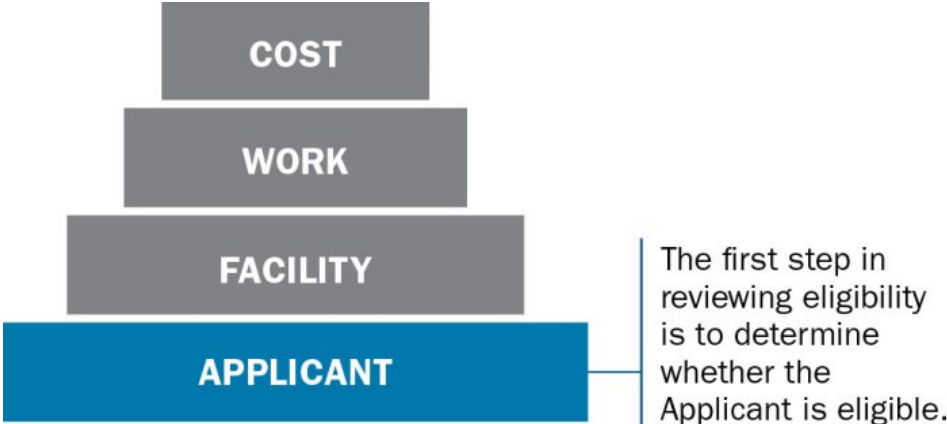 COST
WORK
FACILITY
APPLICANT
The first step in
reviewing eligibility
is to determine
whether the
Applicant is eligible.